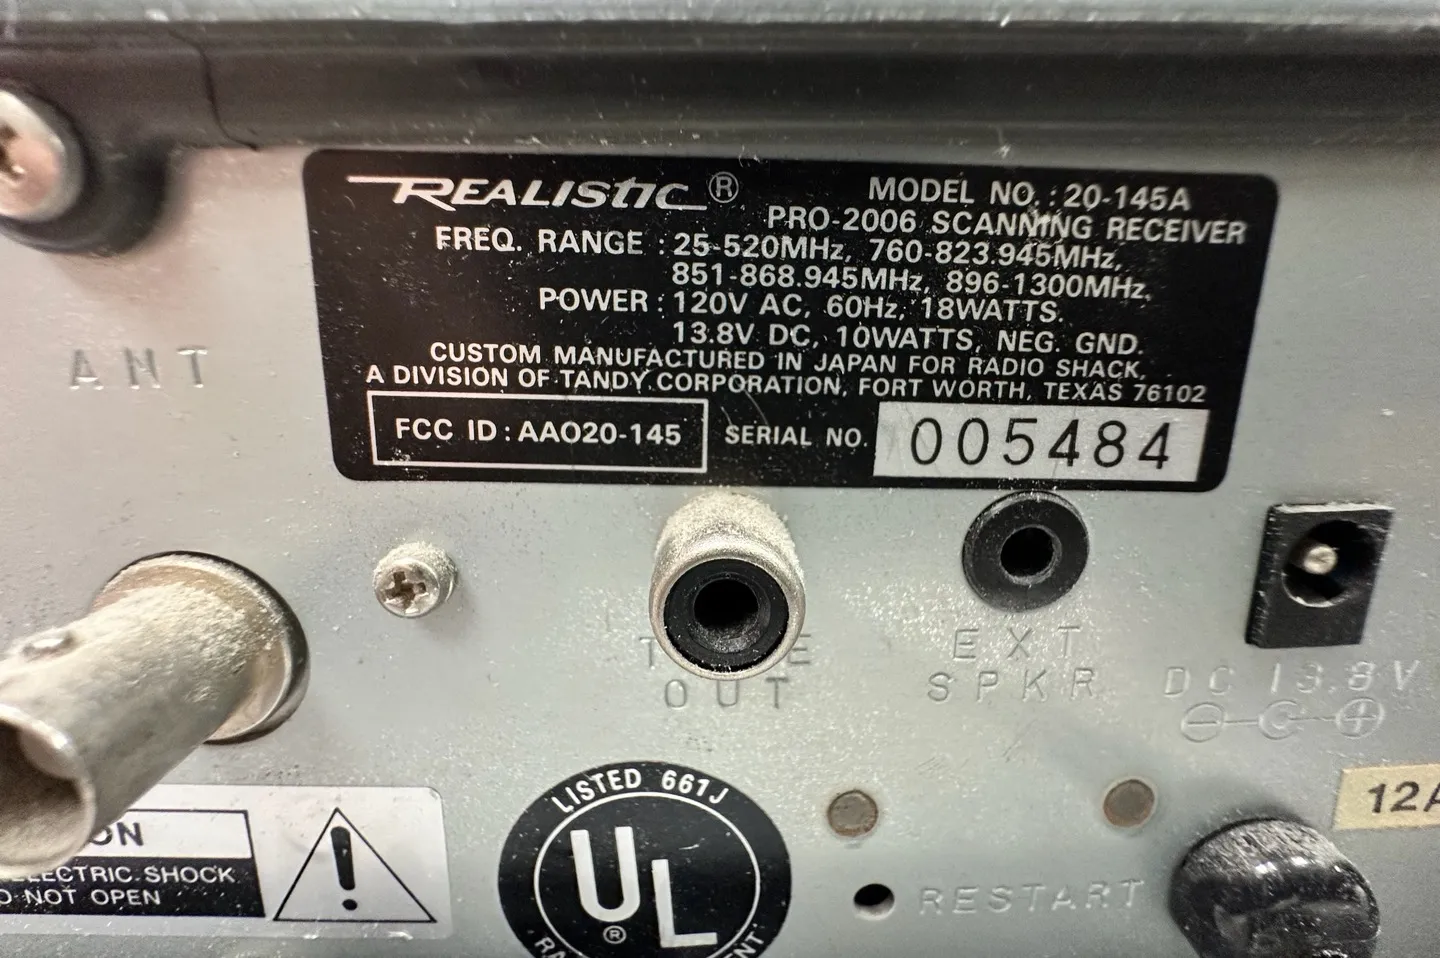 REALISTIC ®
MODEL NO. : 20-145A
PRO-2006 SCANNING RECEIVER
FREQ. RANGE : 25-520MHz, 760-823.945MHz,
851-868.945MHz, 896-1300MHz.
POWER : 120V AC, 60Hz, 18WATTS.
13.8V DC, 10WATTS, NEG. GND.
CUSTOM MANUFACTURED IN JAPAN FOR RADIO SHACK,
A DIVISION OF TANDY CORPORATION, FORT WORTH, TEXAS 76102
FCC ID : AAO20-145
SERIAL NO. 005484
ANT
OUT
EXT
SPKR
DC 13.8V
LISTED 661J
UL
®
SHOCK
NOT OPEN
RESTART